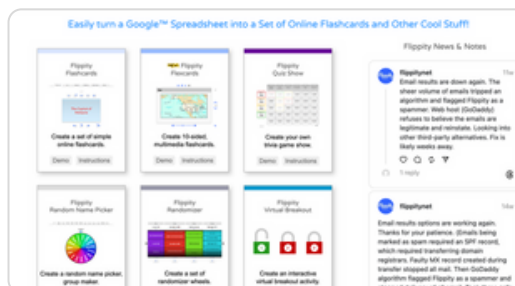 Easily turn a Google™ Spreadsheet into a Set of Online Flashcards and Other Cool Stuff!
Flippity
Flashcards
Create a set of simple
online flashcards.
Demo Instructions
Flippity
Flexcards
Create 10-sided,
multimedia flashcards.
Demo Instructions
Flippity
Quiz Show
Create your own
trivia game show.
Demo Instructions
Flippity
Random Name Picker
Create a random name picker,
group maker.
Flippity
Randomizer
Create a set of
randomizer wheels.
Flippity
Virtual Breakout
Create an interactive
virtual breakout activity
Flippity News & Notes
flippitynet
Email results are down again. The
sheer volume of emails tripped an
algorithm and flagged Flippity as a
spammer. Web host (GoDaddy)
refuses to believe the emails are
legitimate and reinstate. Looking into
other third-party alternatives. Fix is
likely weeks away.
1 reply
flippitynet
Email results options are working again.
Thanks for your patience. (Emails being
marked as spam required an SPF record,
which required transferring domain
registrars. Faulty MX record created during
transfer stopped all mail. Then GoDaddy
algorithm flagged Flippity as a spammer and